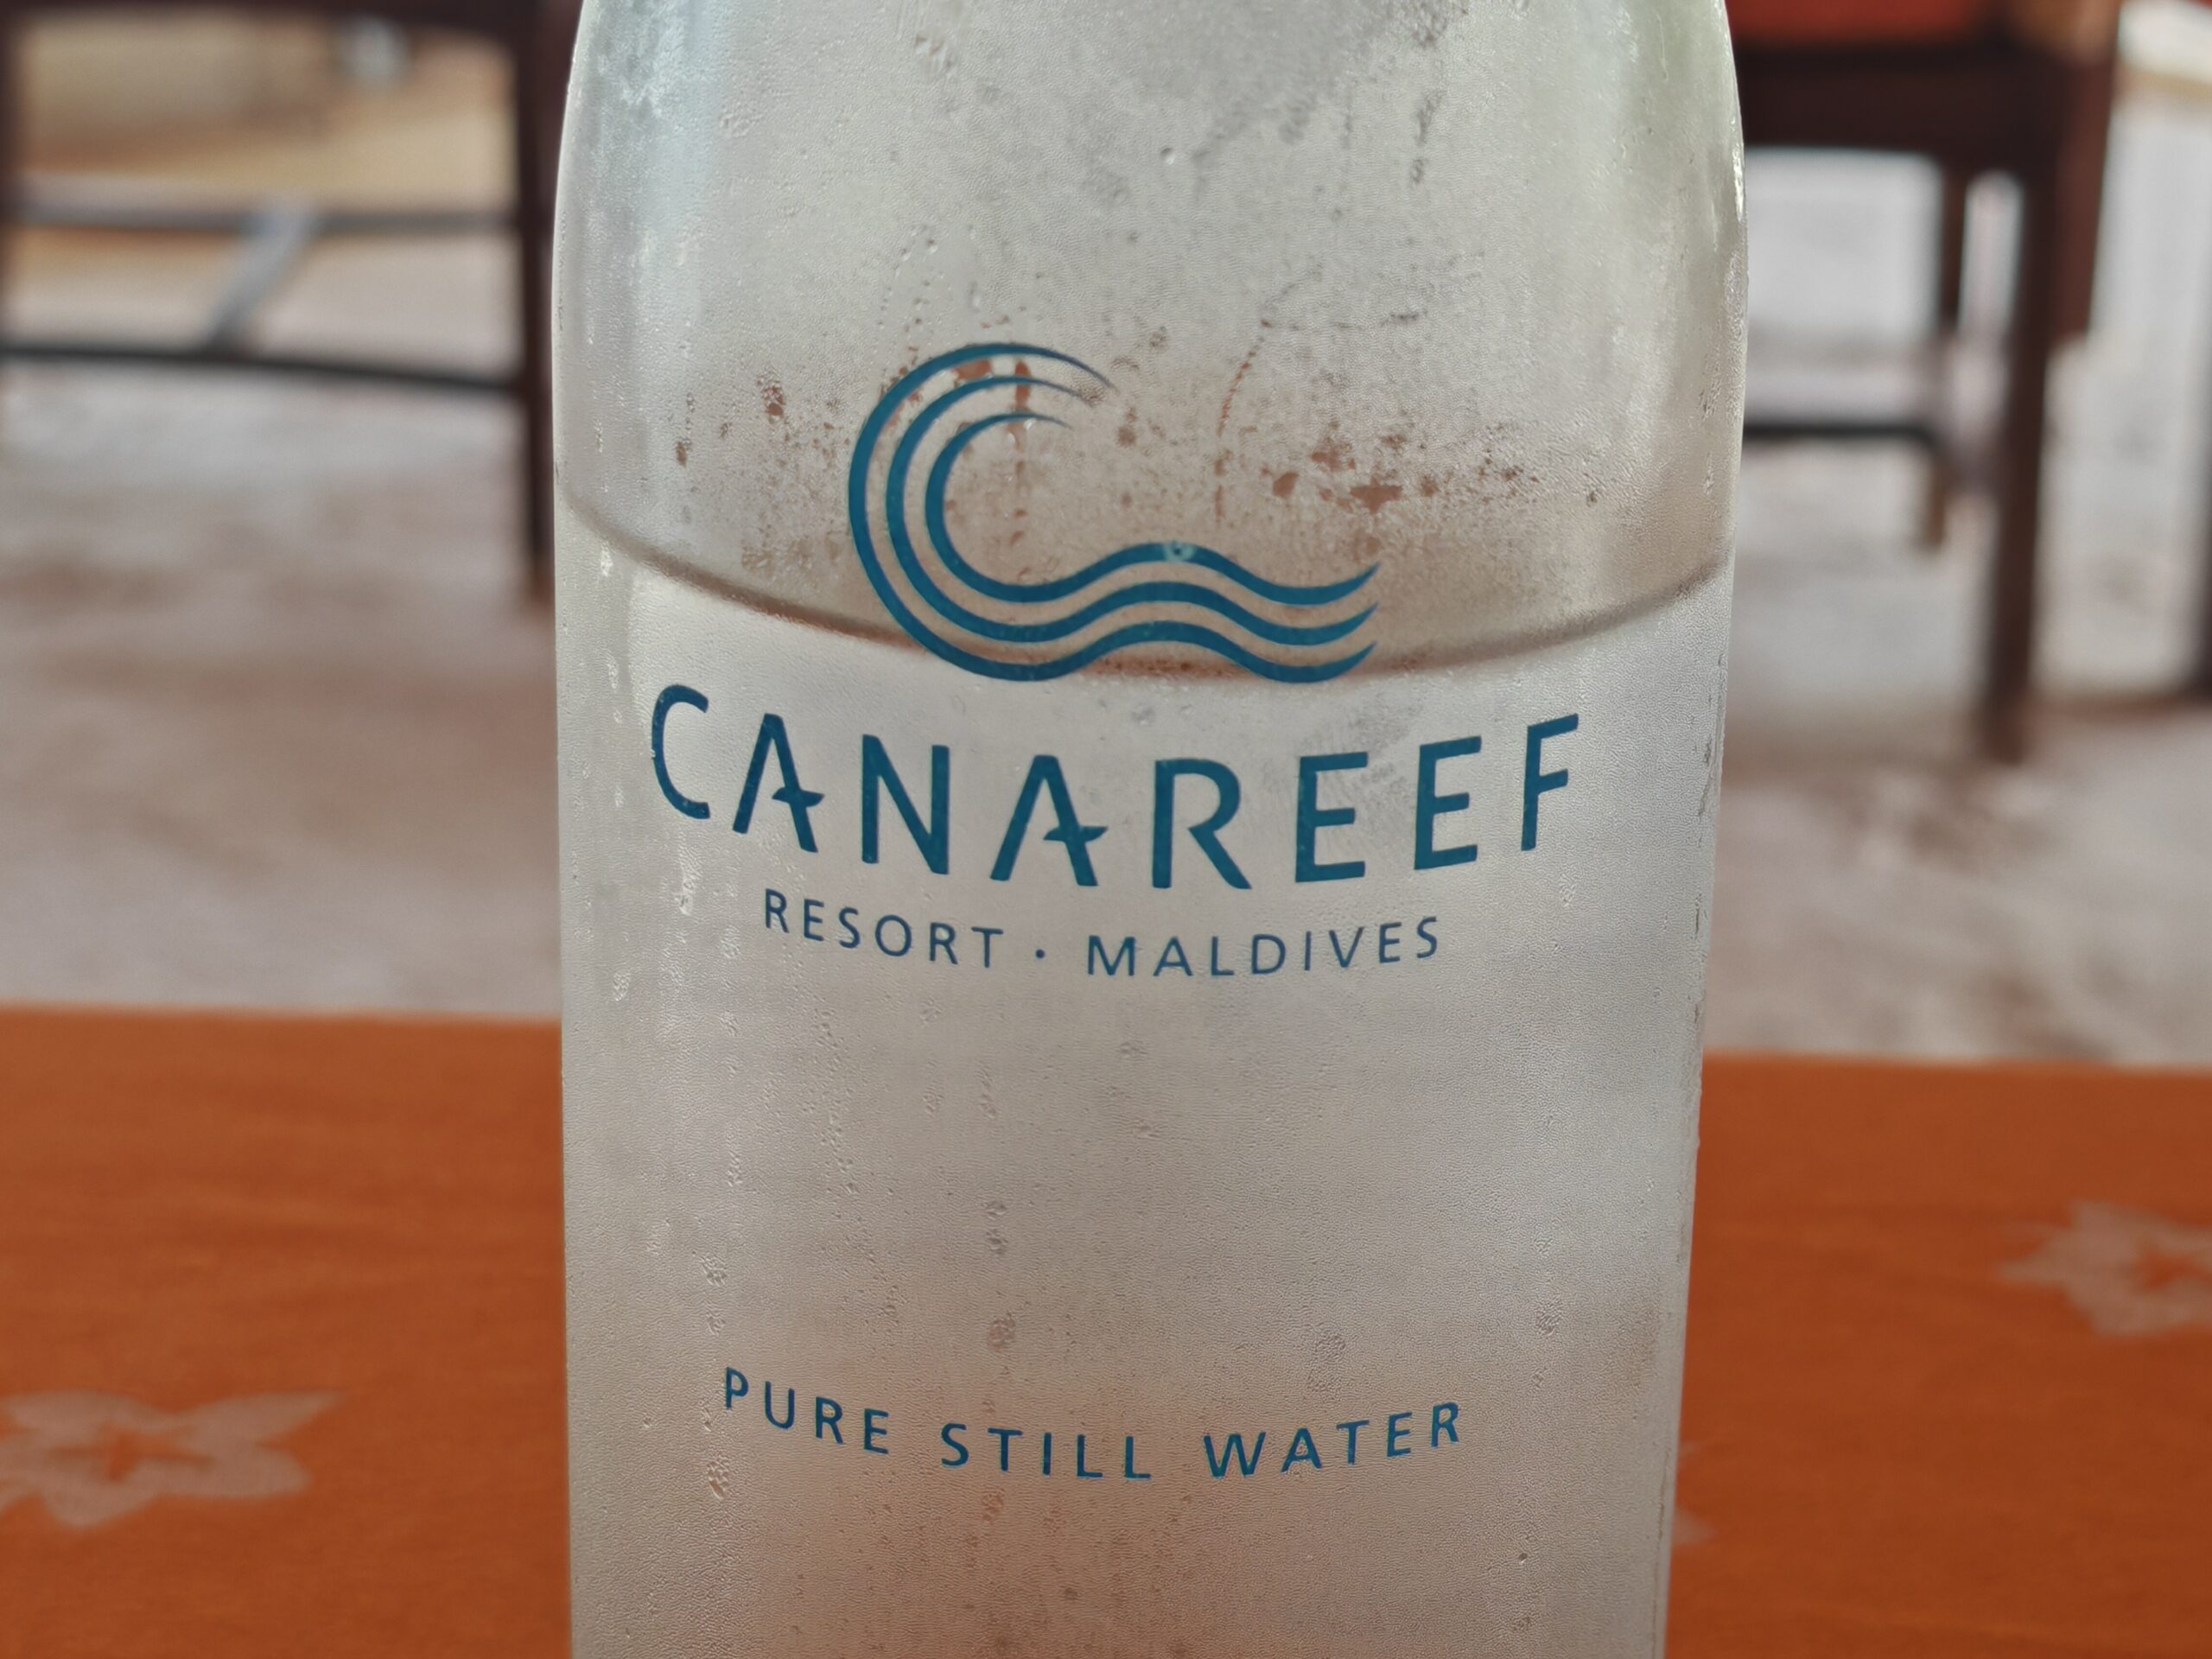 CANAREEF
RESORT · MALDIVES
PURE STILL WATER